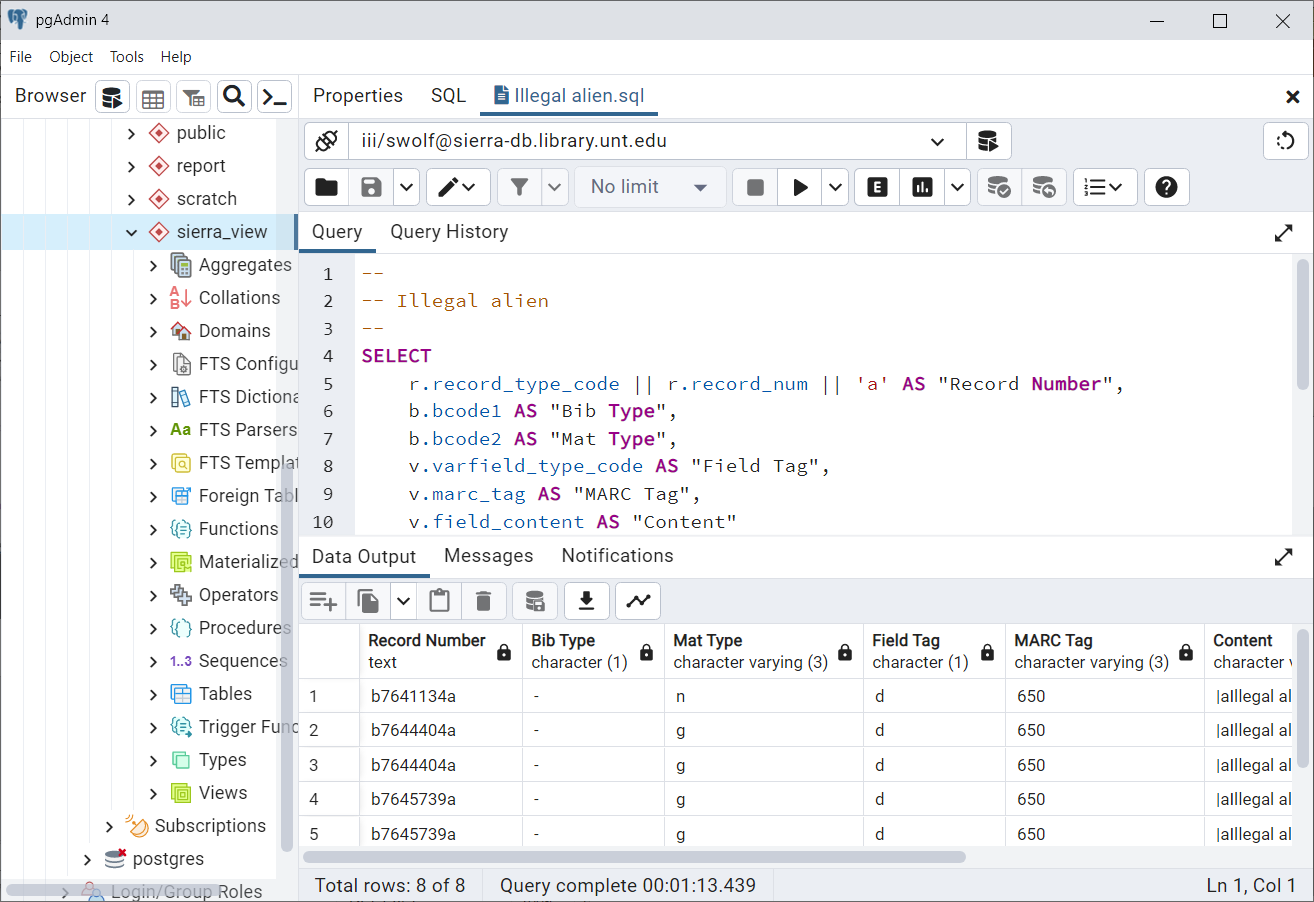 pgAdmin 4
File Object Tools Help
Browser
Properties SQL Illegal alien.sql
public
report
scratch
sierra_view
Aggregates
Collations
Domains
FTS Configu
FTS Dictiona
FTS Parsers
FTS Templat
Foreign Tabl
Functions
Materialized
Operators
Procedures
1..3 Sequences
Tables
Trigger Func
Types
Views
Subscriptions
postgres
Login/Group Roles
iii/swolf@sierra-db.library.unt.edu
No limit
E
Query Query History
1 --
2 -- Illegal alien
3 --
4 SELECT
5 r.record_type_code || r.record_num || 'a' AS "Record Number",
6 b.bcode1 AS "Bib Type",
7 b.bcode2 AS "Mat Type",
8 v.varfield_type_code AS "Field Tag",
9 v.marc_tag AS "MARC Tag",
10 v.field_content AS "Content"
Data Output Messages Notifications
Record Number Bib Type Mat Type Field Tag MARC Tag Content
text character (1) character varying (3) character (1) character varying (3) character v
1 b7641134a - n d 650 |aIllegal al
2 b7644404a - g d 650 |aIllegal al
3 b7644404a - g d 650 |aIllegal al
4 b7645739a - g d 650 |aIllegal al
5 b7645739a - g d 650 |aIllegal al
Total rows: 8 of 8 Query complete 00:01:13.439 Ln 1, Col 1